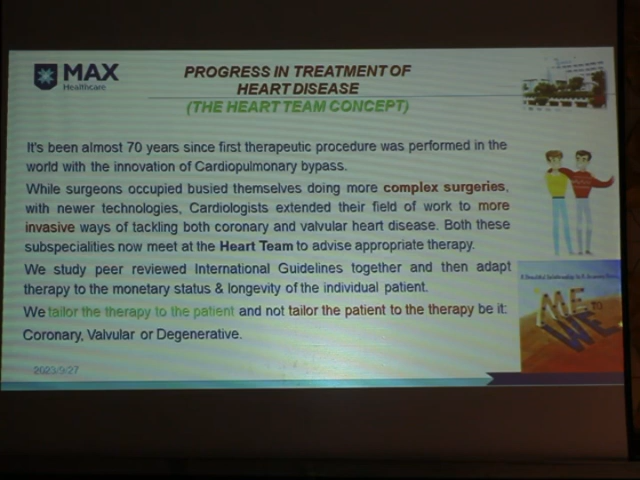 MAX
Healthcare
PROGRESS IN TREATMENT OF
HEART DISEASE
(THE HEART TEAM CONCEPT)
It's been almost 70 years since first therapeutic procedure was performed in the
world with the innovation of Cardiopulmonary bypass.
While surgeons occupied busied themselves doing more complex surgeries,
with newer technologies, Cardiologists extended their field of work to more
invasive ways of tackling both coronary and valvular heart disease. Both these
subspecialities now meet at the Heart Team to advise appropriate therapy.
We study peer reviewed International Guidelines together and then adapt
therapy to the monetary status & longevity of the individual patient.
We tailor the therapy to the patient and not tailor the patient to the therapy be it:
Coronary, Valvular or Degenerative.
ME
TO
WE
2023/9/27